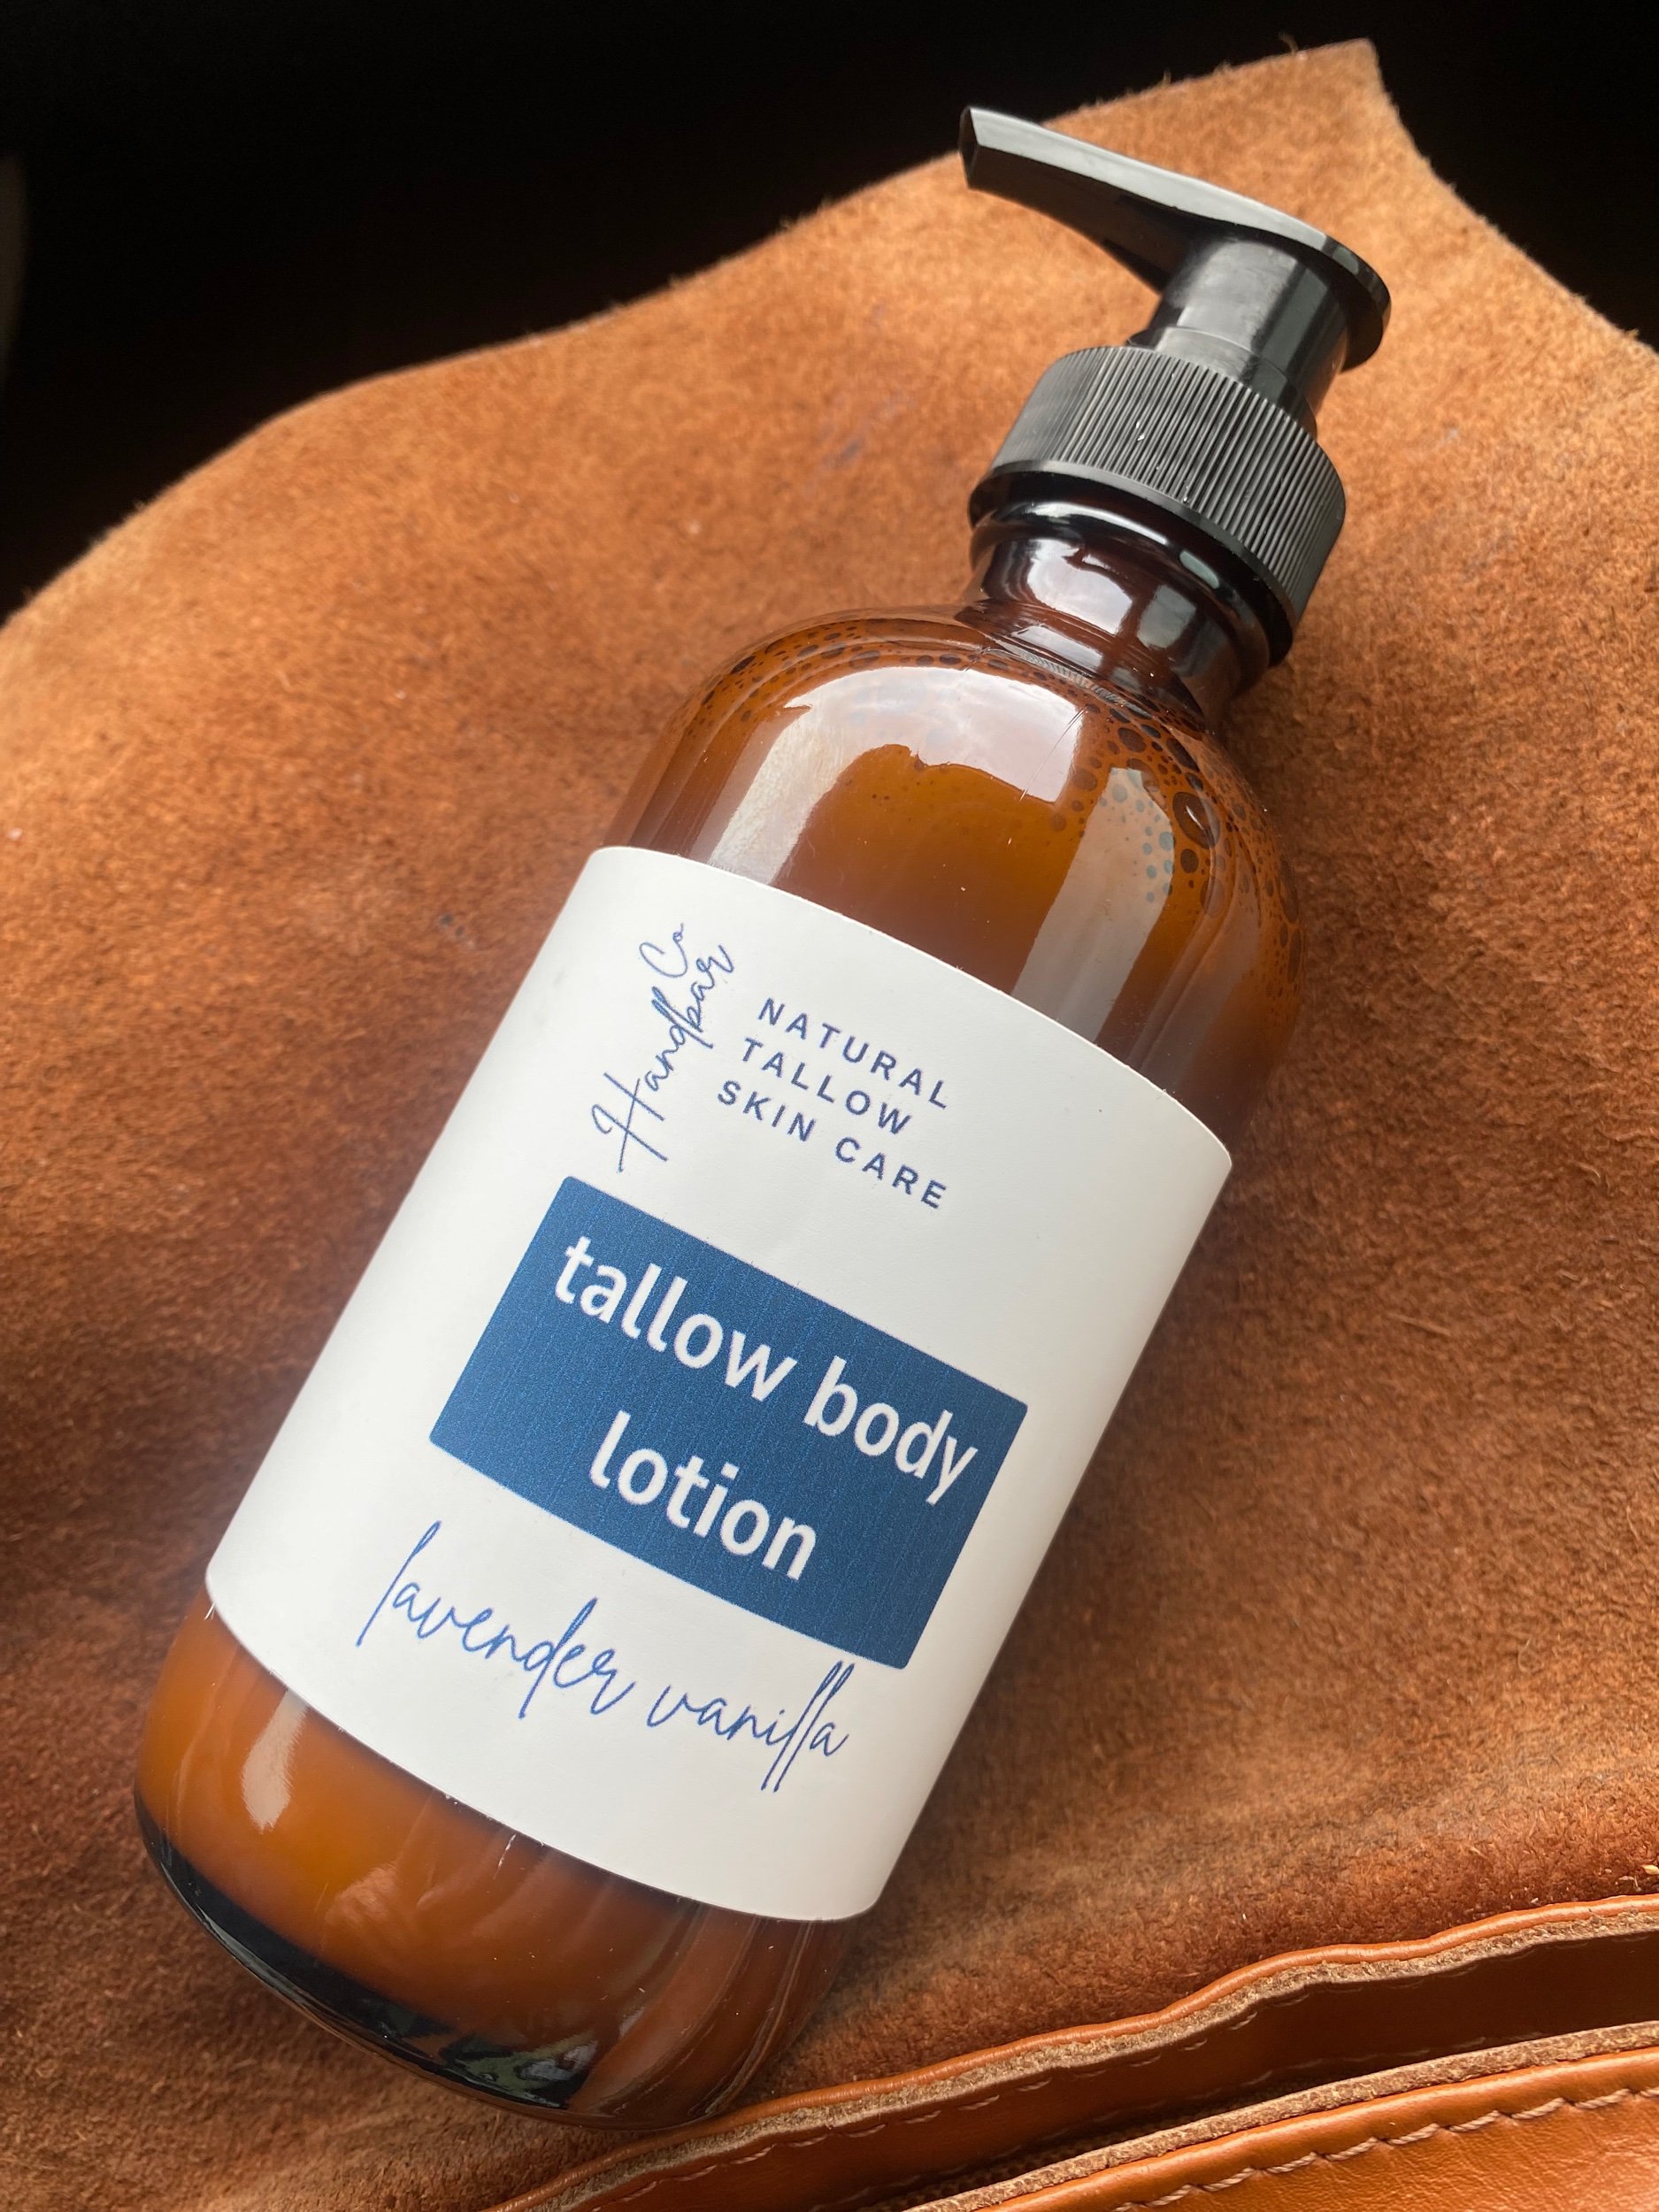 Handbar
Co
NATURAL
TALLOW
SKIN CARE
tallow body
lotion
lavender vanilla